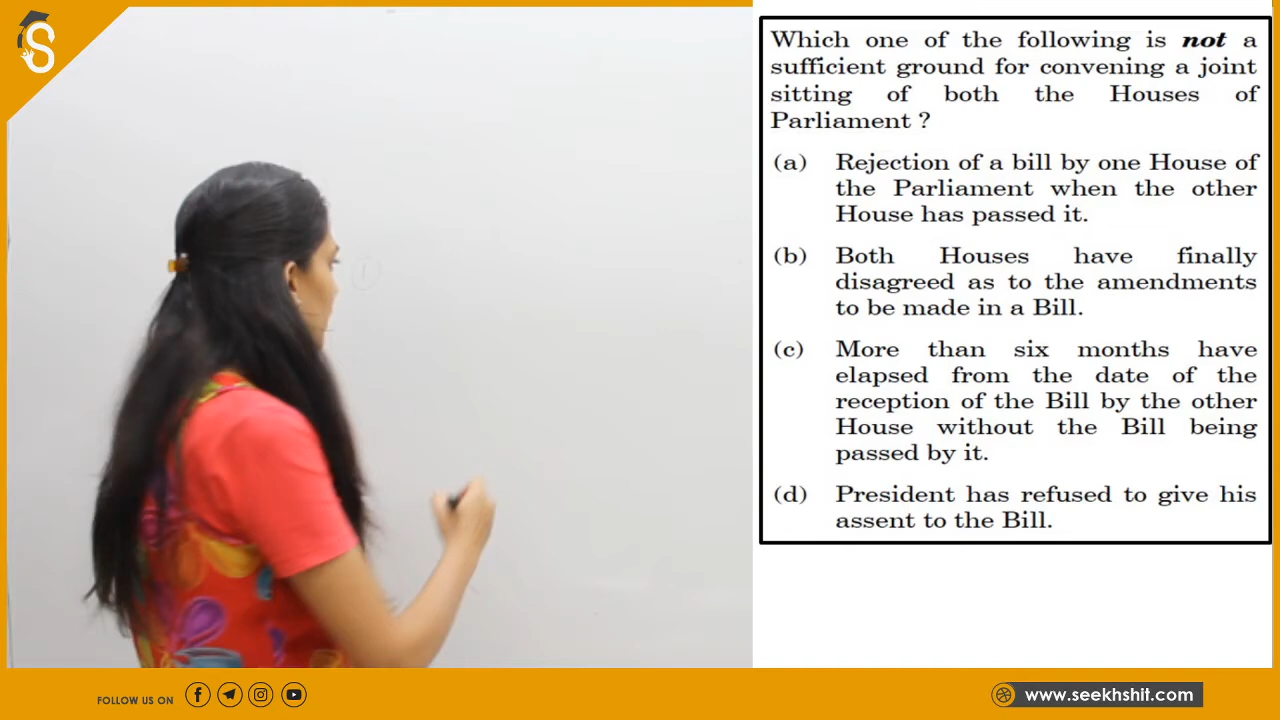 Which one of the following is not a
sufficient ground for convening a joint
sitting of both the Houses of
Parliament ?
(a) Rejection of a bill by one House of
the Parliament when the other
House has passed it.
(b) Both Houses have finally
disagreed as to the amendments
to be made in a Bill.
(c) More than six months have
elapsed from the date of the
reception of the Bill by the other
House without the Bill being
passed by it.
(d) President has refused to give his
assent to the Bill.
FOLLOW US ON
www.seekhshit.com